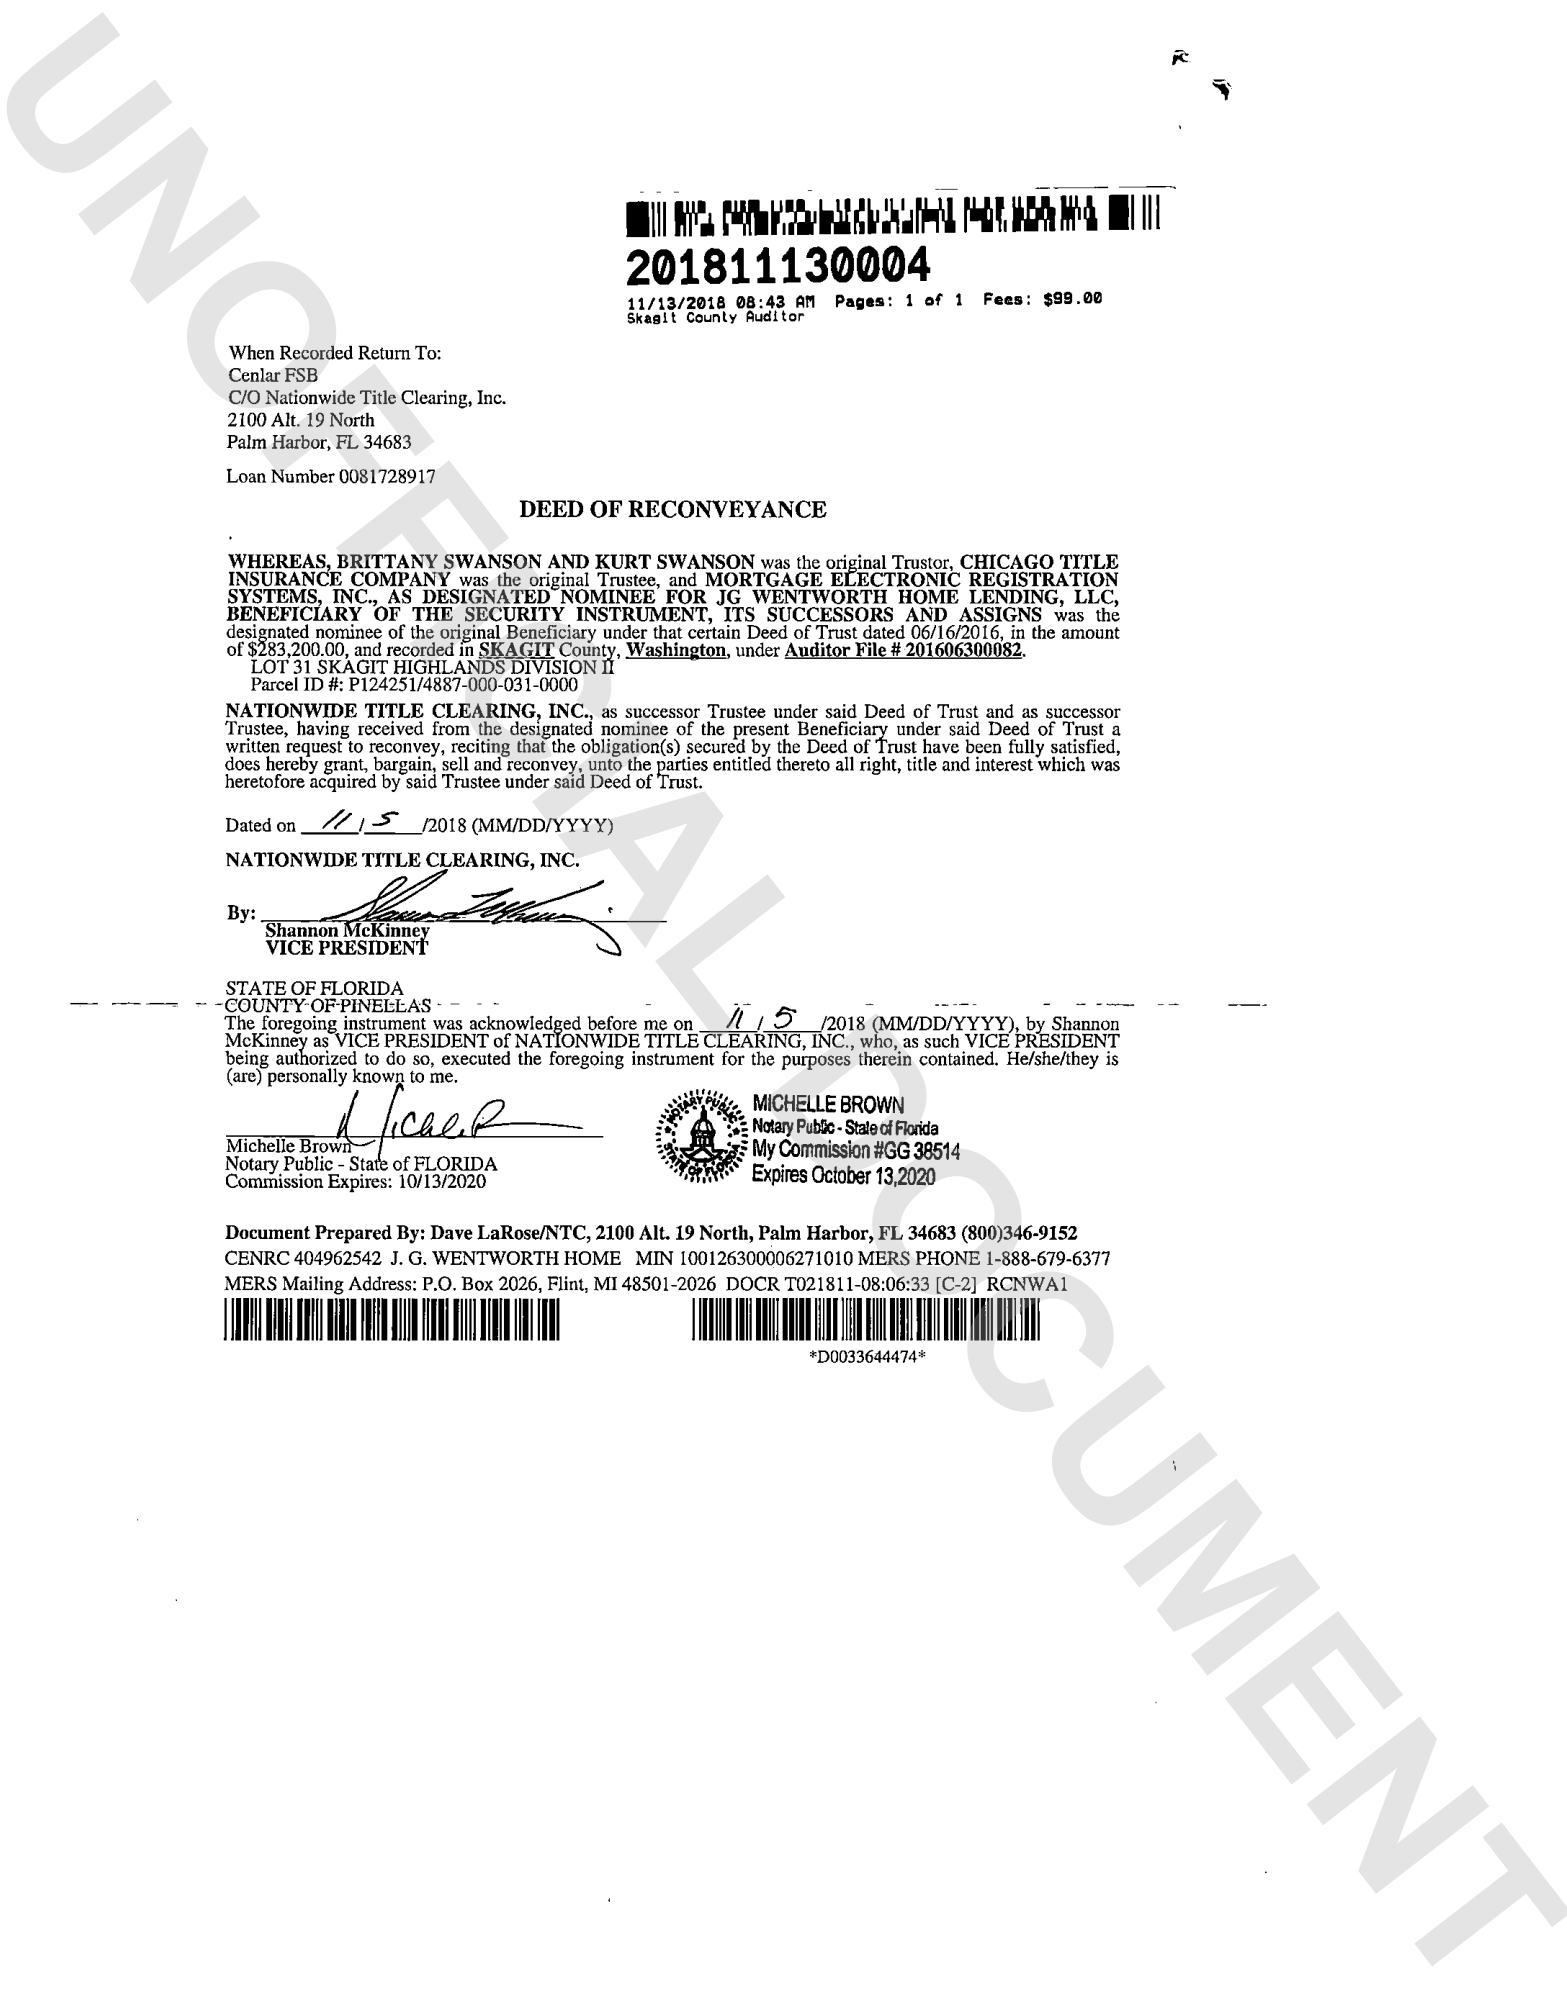 201811130004
11/13/2018 08:43 AM Pages: 1 of 1 Fees: $99.00
Skagit County Auditor
When Recorded Return To:
Cenlar FSB
C/O Nationwide Title Clearing, Inc.
2100 Alt. 19 North
Palm Harbor, FL 34683
Loan Number 0081728917
DEED OF RECONVEYANCE
WHEREAS, BRITTANY SWANSON AND KURT SWANSON was the original Trustor, CHICAGO TITLE
INSURANCE COMPANY was the original Trustee, and MORTGAGE ELECTRONIC REGISTRATION
SYSTEMS, INC., AS DESIGNATED NOMINEE FOR JG WENTWORTH HOME LENDING, LLC,
BENEFICIARY OF THE SECURITY INSTRUMENT, ITS SUCCESSORS AND ASSIGNS was the
designated nominee of the original Beneficiary under that certain Deed of Trust dated 06/16/2016, in the amount
of $283,200.00, and recorded in SKAGIT County, Washington, under Auditor File # 201606300082.
LOT 31 SKAGIT HIGHLANDS DIVISION II
Parcel ID #: P124251/4887-000-031-0000
NATIONWIDE TITLE CLEARING, INC., as successor Trustee under said Deed of Trust and as successor
Trustee, having received from the designated nominee of the present Beneficiary under said Deed of Trust a
written request to reconvey, reciting that the obligation(s) secured by the Deed of Trust have been fully satisfied,
does hereby grant, bargain, sell and reconvey, unto the parties entitled thereto all right, title and interest which was
heretofore acquired by said Trustee under said Deed of Trust.
Dated on 11/5/2018 (MM/DD/YYYY)
NATIONWIDE TITLE CLEARING, INC.
By:
Shannon McKinney
VICE PRESIDENT
STATE OF FLORIDA
COUNTY OF PINELLAS
The foregoing instrument was acknowledged before me on 11/5/2018 (MM/DD/YYYY), by Shannon
McKinney as VICE PRESIDENT of NATIONWIDE TITLE CLEARING, INC., who, as such VICE PRESIDENT
being authorized to do so, executed the foregoing instrument for the purposes therein contained. He/she/they is
(are) personally known to me.
Michelle Brown
Notary Public - State of FLORIDA
Commission Expires: 10/13/2020
NOTARY PUBLIC
STATE OF FLORIDA
MICHELLE BROWN
Notary Public - State of Florida
My Commission #GG 38514
Expires October 13,2020
Document Prepared By: Dave LaRose/NTC, 2100 Alt. 19 North, Palm Harbor, FL 34683 (800)346-9152
CENRC 404962542 J. G. WENTWORTH HOME MIN 100126300006271010 MERS PHONE 1-888-679-6377
MERS Mailing Address: P.O. Box 2026, Flint, MI 48501-2026 DOCR T021811-08:06:33 [C-2] RCNWA1
*D0033644474*
UNOFFICIAL DOCUMENT